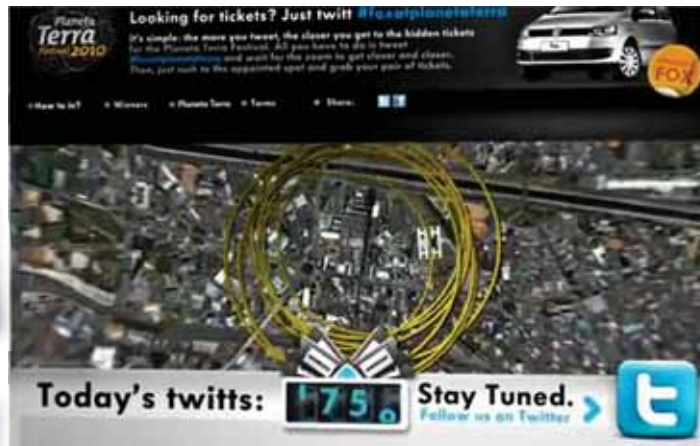 Planeta
Terra
Festival 2010
Looking for tickets? Just twitt #foxatplanetaterra
It's simple: the more you tweet, the closer you get to the hidden tickets
for the Planeta Terra Festival. All you have to do is tweet
#foxatplanetaterra and wait for the zoom to get closer and closer.
Then, just rush to the appointed spot and grab your pair of tickets.
FOX
How to in?
Winners
Planeta Terra
Terms
Share:
Today's twitts:
175
Stay Tuned.
Follow us on Twitter